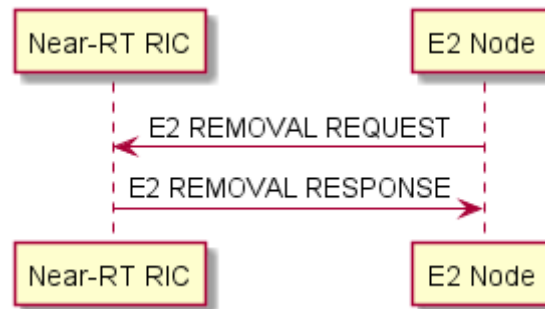 Near-RT RIC
E2 Node
E2 REMOVAL REQUEST
E2 REMOVAL RESPONSE
Near-RT RIC
E2 Node